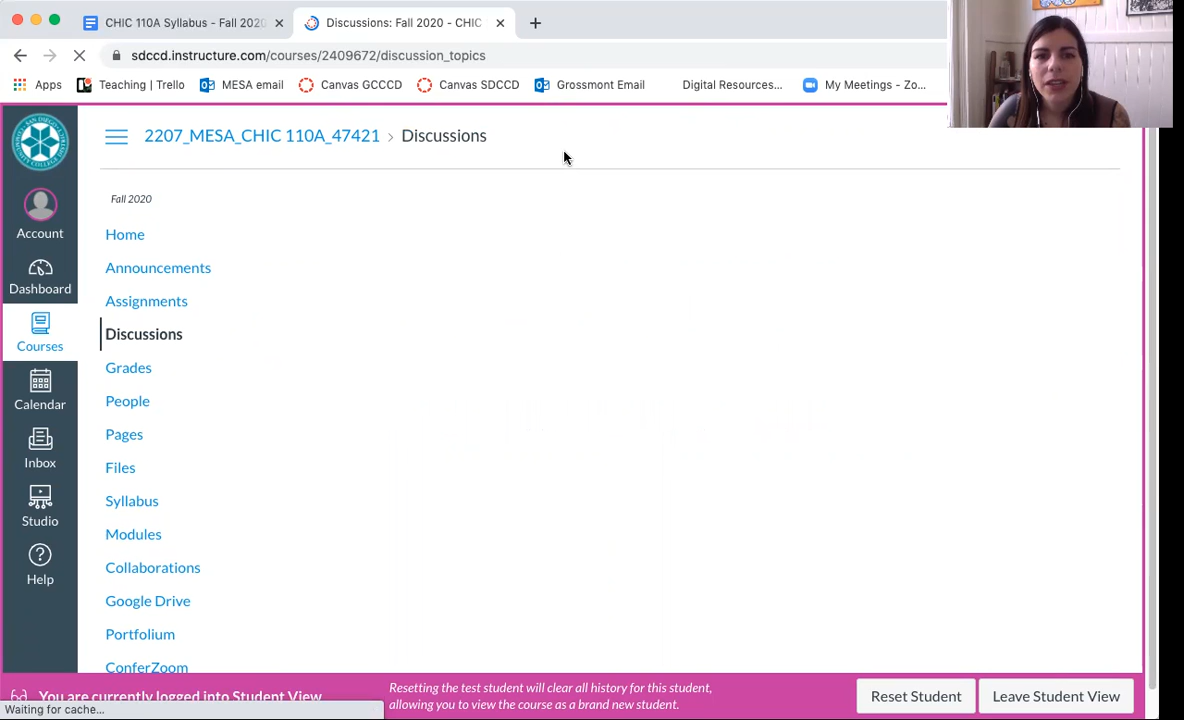 CHIC 110A Syllabus - Fall 2020
Discussions: Fall 2020 - CHIC
sdccd.instructure.com/courses/2409672/discussion_topics
Apps
Teaching | Trello
MESA email
Canvas GCCCD
Canvas SDCCD
Grossmont Email
Digital Resources...
My Meetings - Zo...
2207_MESA_CHIC 110A_47421 > Discussions
Fall 2020
Account
Dashboard
Courses
Calendar
Inbox
Studio
Help
Home
Announcements
Assignments
Discussions
Grades
People
Pages
Files
Syllabus
Modules
Collaborations
Google Drive
Portfolium
ConferZoom
You are currently logged into Student View
Resetting the test student will clear all history for this student,
allowing you to view the course as a brand new student.
Reset Student
Leave Student View
Waiting for cache...